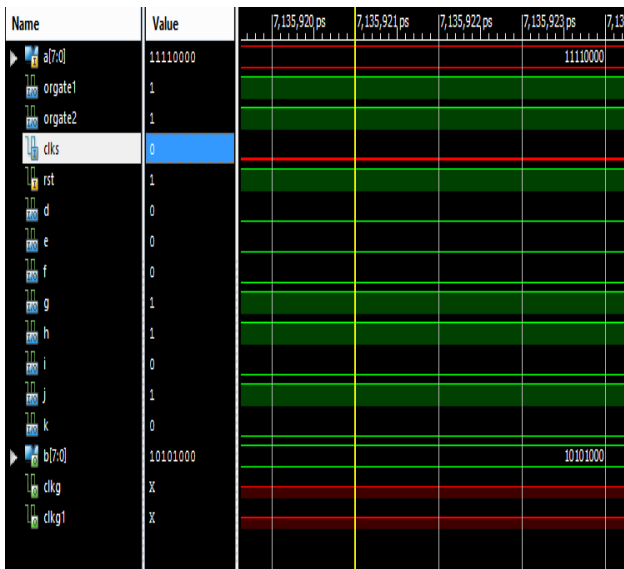 Name Value 7,135,920 ps 7,135,921 ps 7,135,922 ps 7,135,923 ps
a[7:0] 11110000 11110000
orgate1 1
orgate2 1
clks 0
rst 1
d 0
e 0
f 0
g 1
h 1
i 0
j 1
k 0
b[7:0] 10101000 10101000
clkg X
clkg1 X